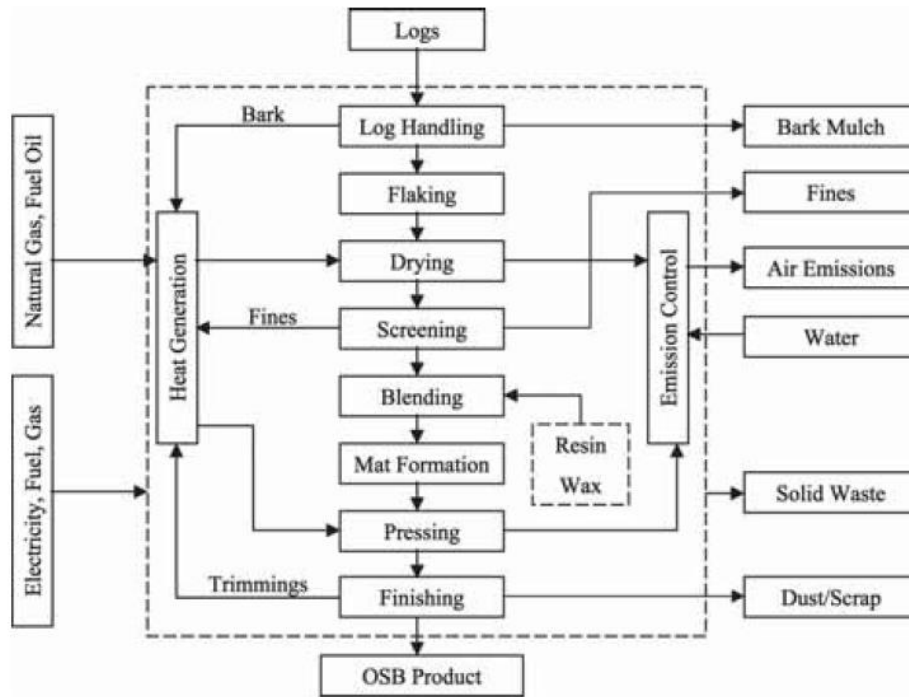 Logs
Bark
Log Handling
Bark Mulch
Natural Gas, Fuel Oil
Flaking
Fines
Heat Generation
Drying
Emission Control
Air Emissions
Fines
Screening
Water
Electricity, Fuel, Gas
Blending
Resin
Wax
Mat Formation
Solid Waste
Pressing
Trimmings
Finishing
Dust/Scrap
OSB Product